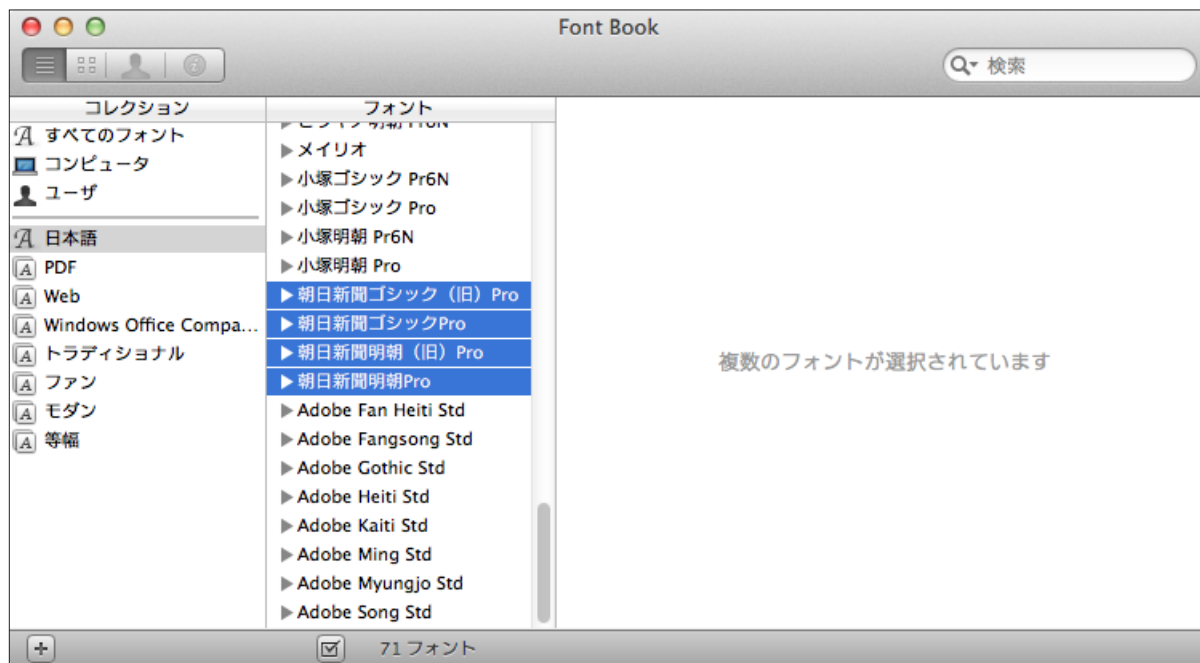 Font Book
検索
コレクション
すべてのフォント
コンピュータ
ユーザ
日本語
PDF
Web
Windows Office Compa...
トラディショナル
ファン
モダン
等幅
フォント
メイリオ
小塚ゴシック Pr6N
小塚ゴシック Pro
小塚明朝 Pr6N
小塚明朝 Pro
朝日新聞ゴシック（旧）Pro
朝日新聞ゴシックPro
朝日新聞明朝（旧）Pro
朝日新聞明朝Pro
Adobe Fan Heiti Std
Adobe Fangsong Std
Adobe Gothic Std
Adobe Heiti Std
Adobe Kaiti Std
Adobe Ming Std
Adobe Myungjo Std
Adobe Song Std
複数のフォントが選択されています
71 フォント